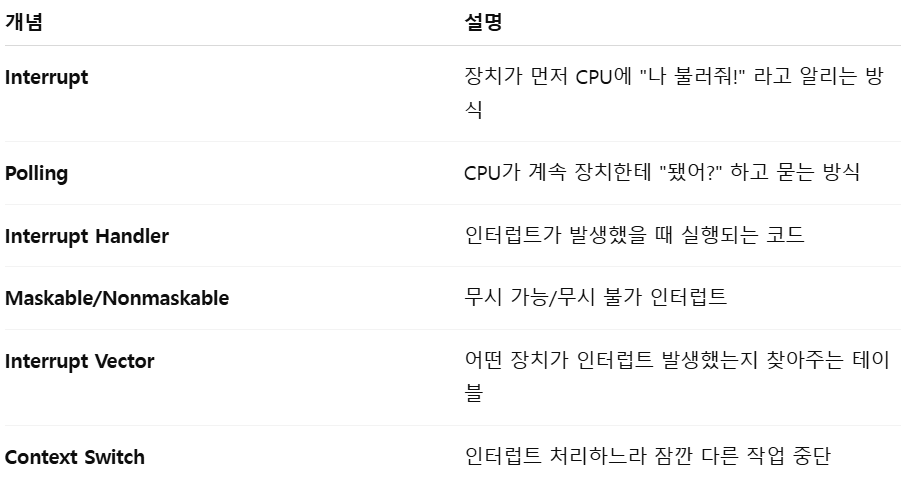 개념 설명
Interrupt 장치가 먼저 CPU에 "나 불러줘!" 라고 알리는 방
식
Polling CPU가 계속 장치한테 "됐어?" 하고 묻는 방식
Interrupt Handler 인터럽트가 발생했을 때 실행되는 코드
Maskable/Nonmaskable 무시 가능/무시 불가 인터럽트
Interrupt Vector 어떤 장치가 인터럽트 발생했는지 찾아주는 테이
블
Context Switch 인터럽트 처리하느라 잠깐 다른 작업 중단